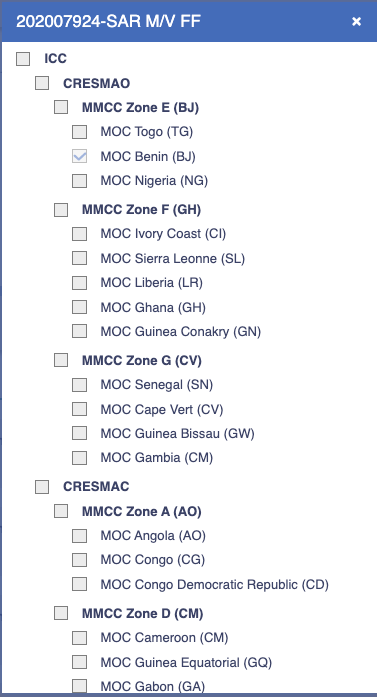 202007924-SAR M/V FF ×
ICC
CRESMAO
MMCC Zone E (BJ)
MOC Togo (TG)
MOC Benin (BJ)
MOC Nigeria (NG)
MMCC Zone F (GH)
MOC Ivory Coast (CI)
MOC Sierra Leonne (SL)
MOC Liberia (LR)
MOC Ghana (GH)
MOC Guinea Conakry (GN)
MMCC Zone G (CV)
MOC Senegal (SN)
MOC Cape Vert (CV)
MOC Guinea Bissau (GW)
MOC Gambia (CM)
CRESMAC
MMCC Zone A (AO)
MOC Angola (AO)
MOC Congo (CG)
MOC Congo Democratic Republic (CD)
MMCC Zone D (CM)
MOC Cameroon (CM)
MOC Guinea Equatorial (GQ)
MOC Gabon (GA)